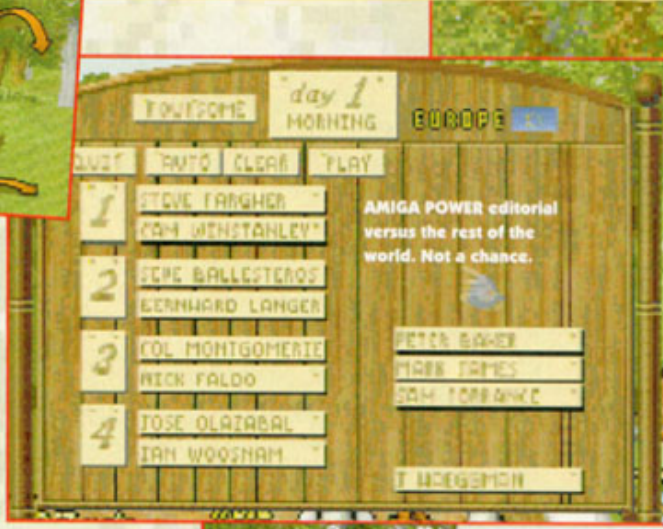 FOURSOME
day 1
MORNING
EUROPE
QUIT AUTO CLEAR PLAY
1
STEVE FARGHER
CAM WINSTANLEY
2
SEVE BALLESTEROS
BERNHARD LANGER
3
COL MONTGOMERIE
NICK FALDO
4
JOSE OLAZABAL
IAN WOOSNAM
AMIGA POWER editorial
versus the rest of the
world. Not a chance.
PETER BAKER
MARK JAMES
SAM TORRANCE